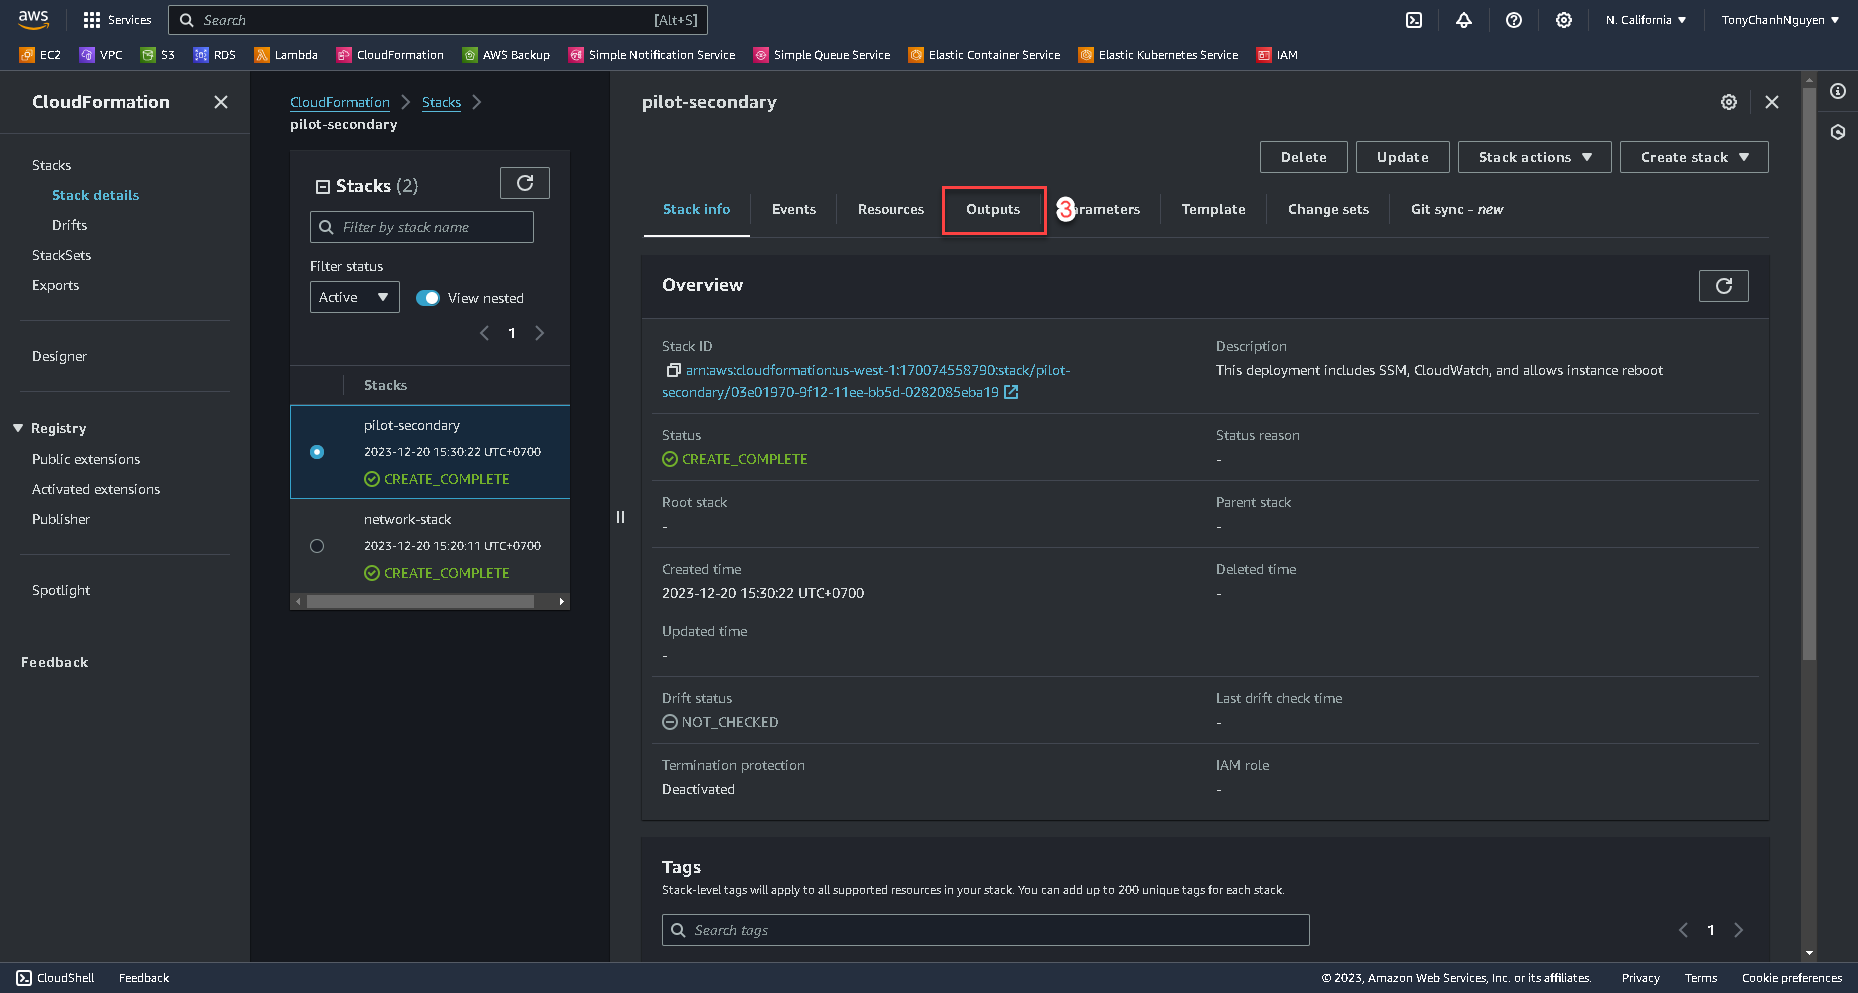 aws
Services
Search
[Alt+S]
N. California
TonyChanhNguyen
EC2
VPC
S3
RDS
Lambda
CloudFormation
AWS Backup
Simple Notification Service
Simple Queue Service
Elastic Container Service
Elastic Kubernetes Service
IAM
CloudFormation
Stacks
Stack details
Drifts
StackSets
Exports
Designer
Registry
Public extensions
Activated extensions
Publisher
Spotlight
Feedback
CloudFormation
Stacks
pilot-secondary
Stacks (2)
Filter by stack name
Filter status
Active
View nested
1
Stacks
pilot-secondary
2023-12-20 15:30:22 UTC+0700
CREATE_COMPLETE
network-stack
2023-12-20 15:20:11 UTC+0700
CREATE_COMPLETE
pilot-secondary
Delete
Update
Stack actions
Create stack
Stack info
Events
Resources
Outputs
3
rameters
Template
Change sets
Git sync - new
Overview
Stack ID
arn:aws:cloudformation:us-west-1:170074558790:stack/pilot-
secondary/03e01970-9f12-11ee-bb5d-0282085eba19
Description
This deployment includes SSM, CloudWatch, and allows instance reboot
Status
CREATE_COMPLETE
Status reason
-
Root stack
-
Parent stack
-
Created time
2023-12-20 15:30:22 UTC+0700
Deleted time
-
Updated time
-
Drift status
NOT_CHECKED
Last drift check time
-
Termination protection
Deactivated
IAM role
-
Tags
Stack-level tags will apply to all supported resources in your stack. You can add up to 200 unique tags for each stack.
Search tags
1
CloudShell
Feedback
© 2023, Amazon Web Services, Inc. or its affiliates.
Privacy
Terms
Cookie preferences